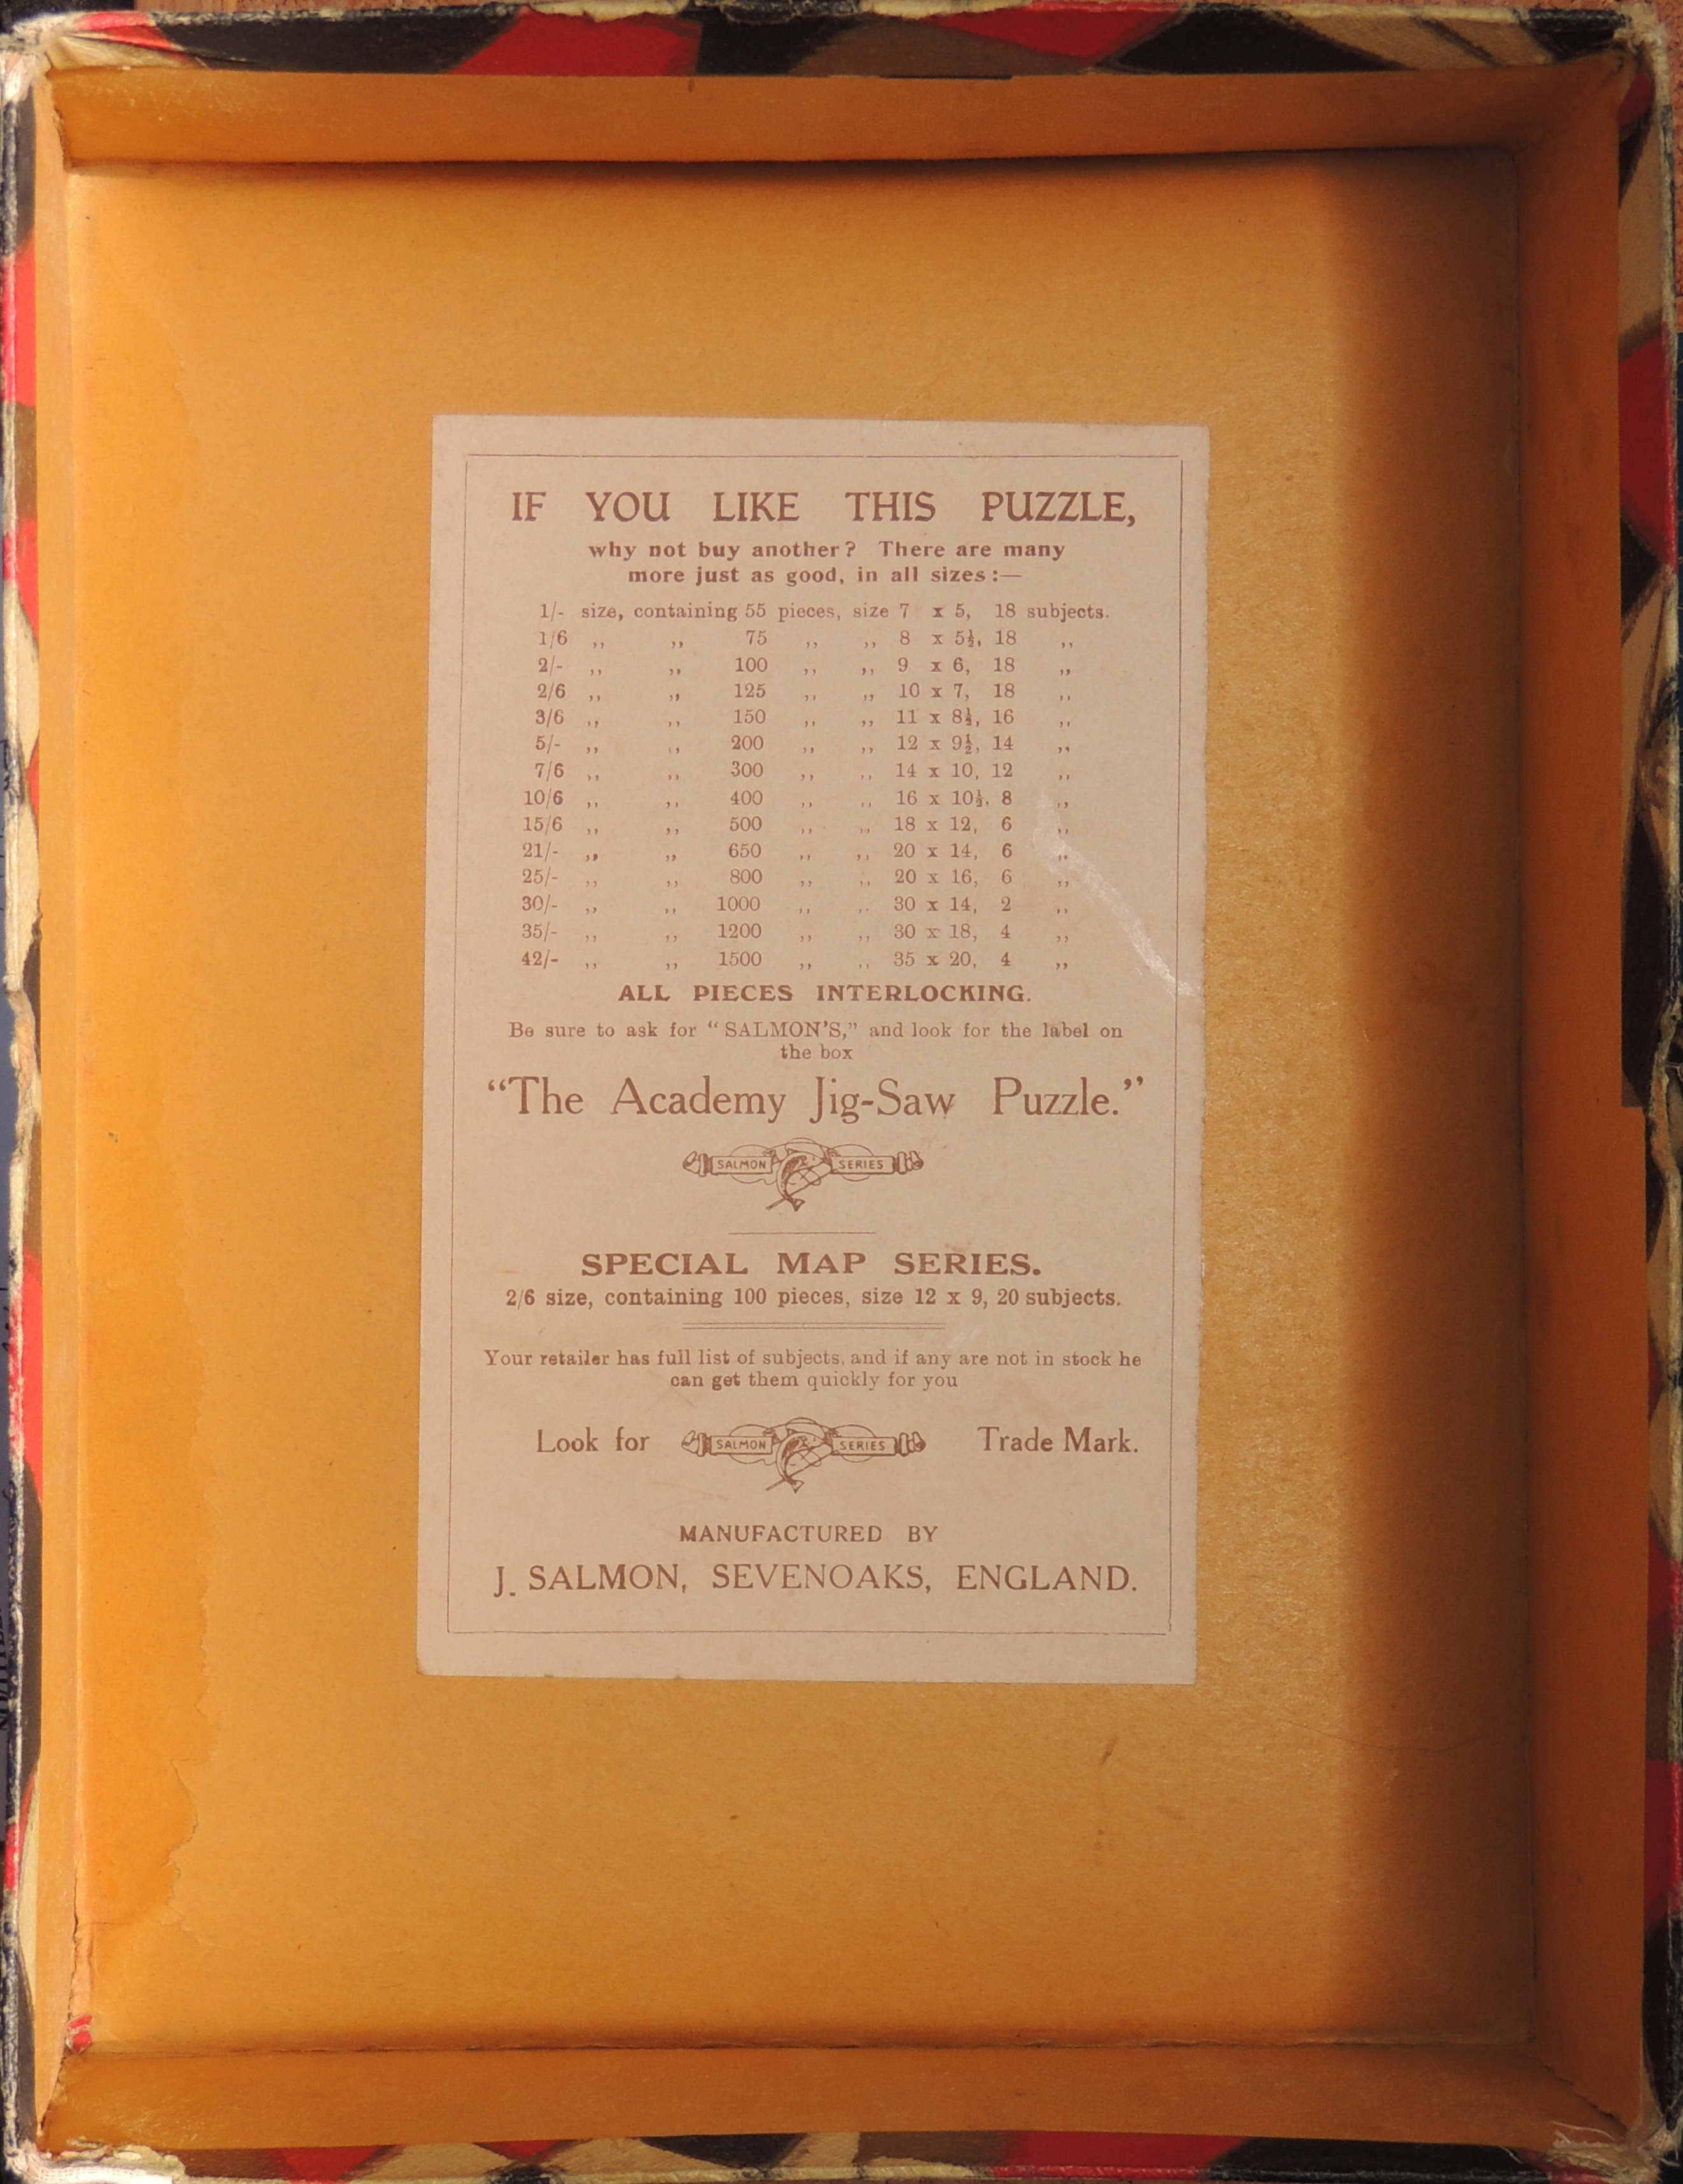 IF YOU LIKE THIS PUZZLE,
why not buy another? There are many
more just as good, in all sizes :—
1/- size, containing 55 pieces, size 7 x 5, 18 subjects.
1/6 ,, ,, 75 ,, ,, 8 x 5½, 18 ,,
2/- ,, ,, 100 ,, ,, 9 x 6, 18 ,,
2/6 ,, ,, 125 ,, ,, 10 x 7, 18 ,,
3/6 ,, ,, 150 ,, ,, 11 x 8½, 16 ,,
5/- ,, ,, 200 ,, ,, 12 x 9½, 14 ,,
7/6 ,, ,, 300 ,, ,, 14 x 10, 12 ,,
10/6 ,, ,, 400 ,, ,, 16 x 10½, 8 ,,
15/6 ,, ,, 500 ,, ,, 18 x 12, 6 ,,
21/- ,, ,, 650 ,, ,, 20 x 14, 6 ,,
25/- ,, ,, 800 ,, ,, 20 x 16, 6 ,,
30/- ,, ,, 1000 ,, ,, 30 x 14, 2 ,,
35/- ,, ,, 1200 ,, ,, 30 x 18, 4 ,,
42/- ,, ,, 1500 ,, ,, 35 x 20, 4 ,,
ALL PIECES INTERLOCKING.
Be sure to ask for "SALMON'S," and look for the label on
the box
"The Academy Jig-Saw Puzzle."
SALMON SERIES
SPECIAL MAP SERIES.
2/6 size, containing 100 pieces, size 12 x 9, 20 subjects.
Your retailer has full list of subjects, and if any are not in stock he
can get them quickly for you
Look for SALMON SERIES Trade Mark.
MANUFACTURED BY
J. SALMON, SEVENOAKS, ENGLAND.